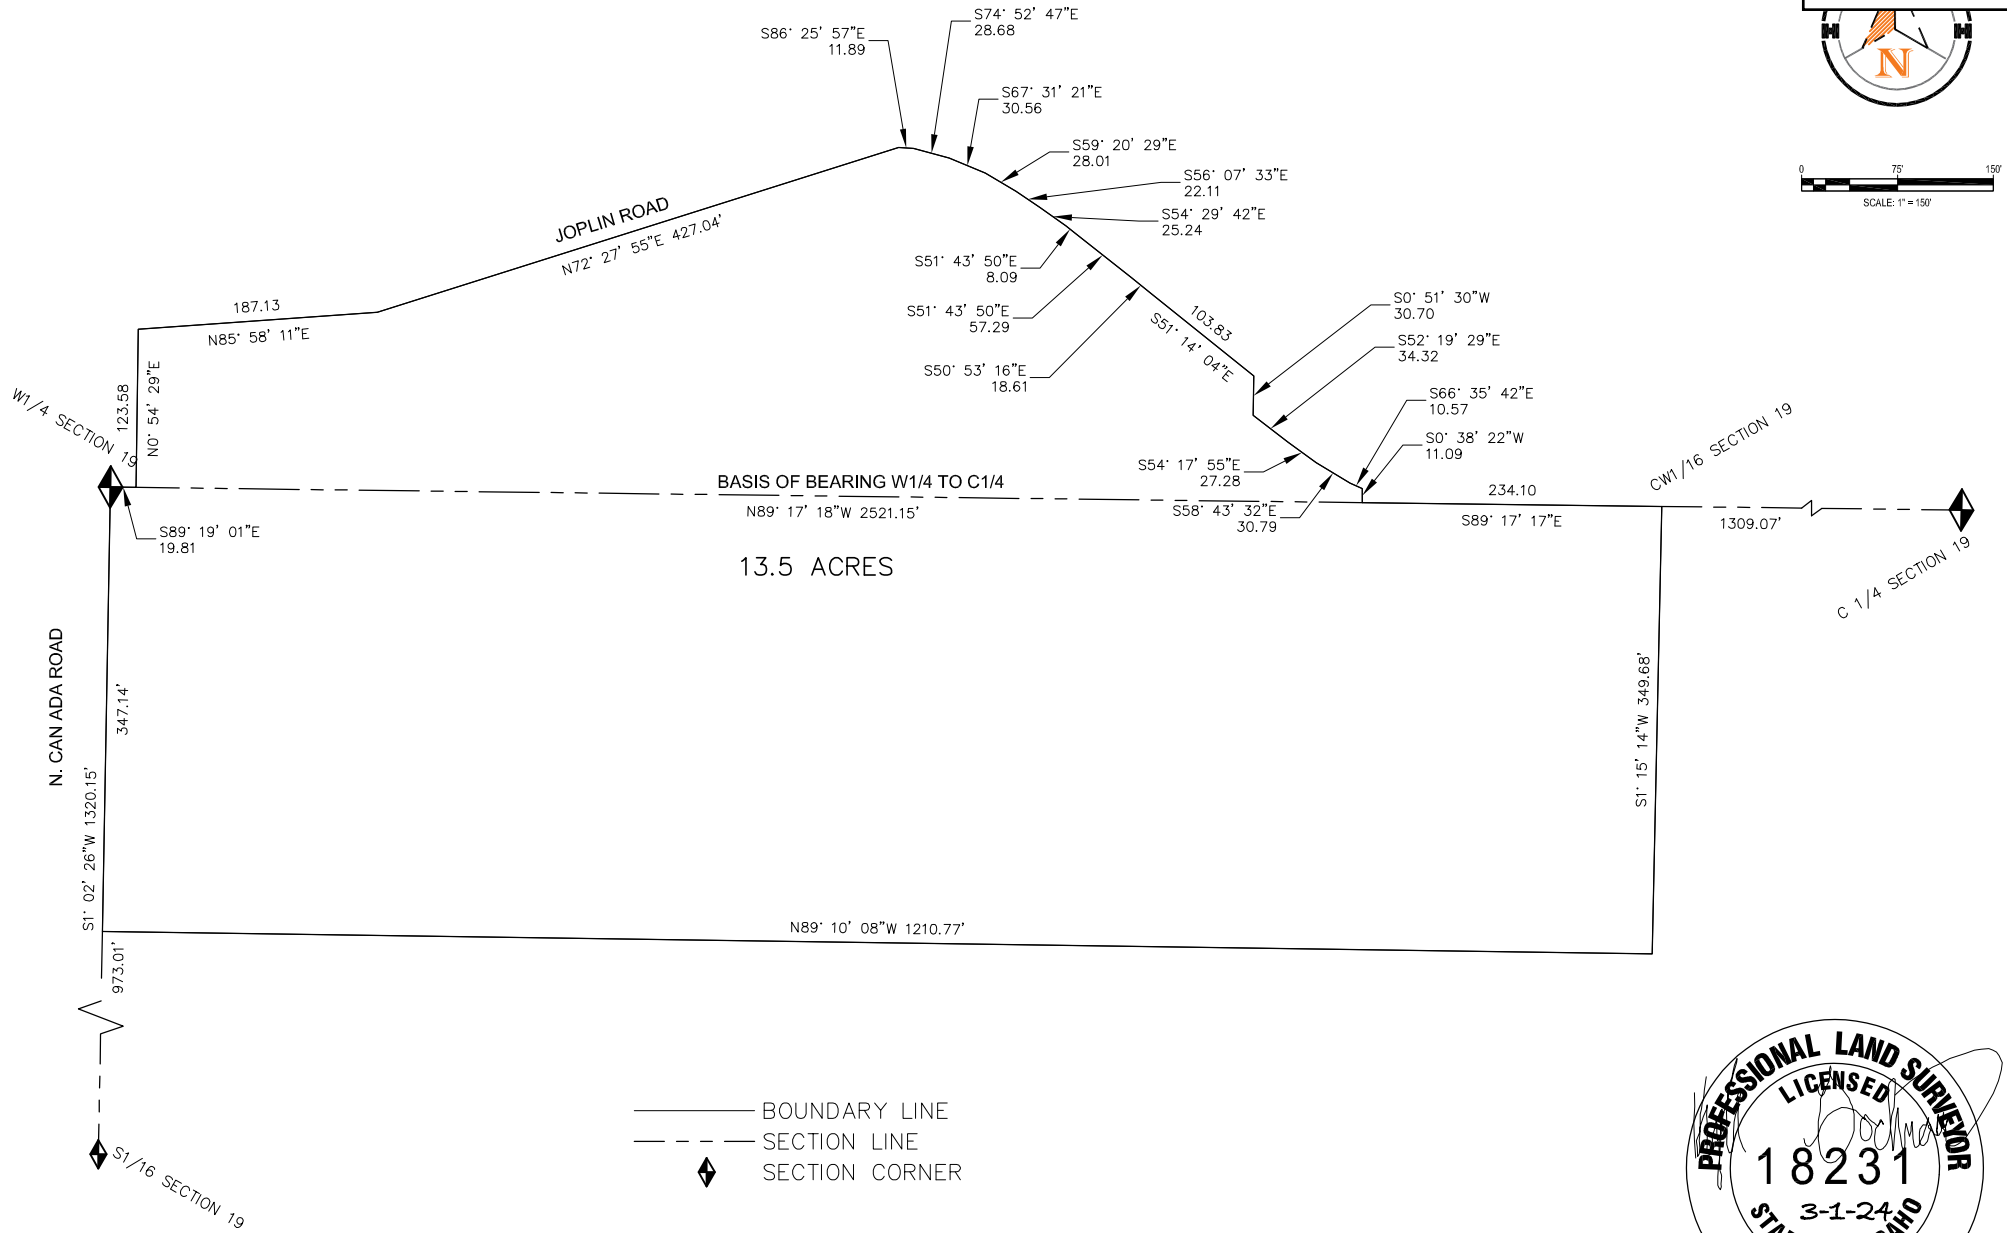 S74° 52' 47"E
28.68
S86° 25' 57"E
11.89
N
0 75' 150'
SCALE: 1" = 150'
S67° 31' 21"E
30.56
S59° 20' 29"E
28.01
S56° 07' 33"E
22.11
S54° 29' 42"E
25.24
JOPLIN ROAD
N72° 27' 55"E 427.04'
S51° 43' 50"E
8.09
S51° 43' 50"E
57.29
S50° 53' 16"E
18.61
103.83
S51° 14' 04"E
S0° 51' 30"W
30.70
S52° 19' 29"E
34.32
187.13
N85° 58' 11"E
123.58
N0° 54' 29"E
S66° 35' 42"E
10.57
S0° 38' 22"W
11.09
S54° 17' 55"E
27.28
S58° 43' 32"E
30.79
W1/4 SECTION 19
S89° 19' 01"E
19.81
BASIS OF BEARING W1/4 TO C1/4
N89° 17' 18"W 2521.15'
13.5 ACRES
234.10
S89° 17' 17"E
CW1/16 SECTION 19
1309.07'
C 1/4 SECTION 19
N. CAN ADA ROAD
347.14'
S1° 02' 26"W 1320.15'
S1° 15' 14"W 349.68'
N89° 10' 08"W 1210.77'
973.01'
S1/16 SECTION 19
BOUNDARY LINE
SECTION LINE
SECTION CORNER
PROFESSIONAL LAND SURVEYOR
LICENSED
18231
3-1-24